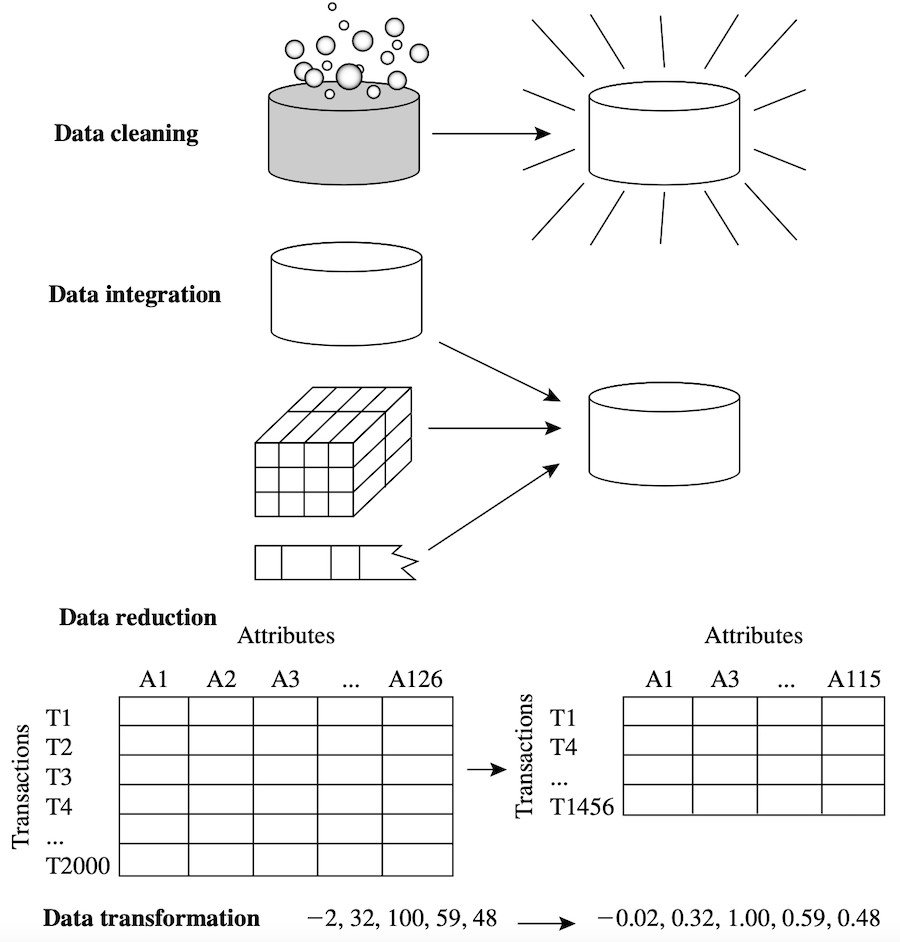 Data cleaning
Data integration
Data reduction
Attributes
Attributes
A1 A2 A3 ... A126
A1 A3 ... A115
Transactions
T1
T2
T3
T4
...
T2000
Transactions
T1
T4
...
T1456
Data transformation −2, 32, 100, 59, 48 −0.02, 0.32, 1.00, 0.59, 0.48